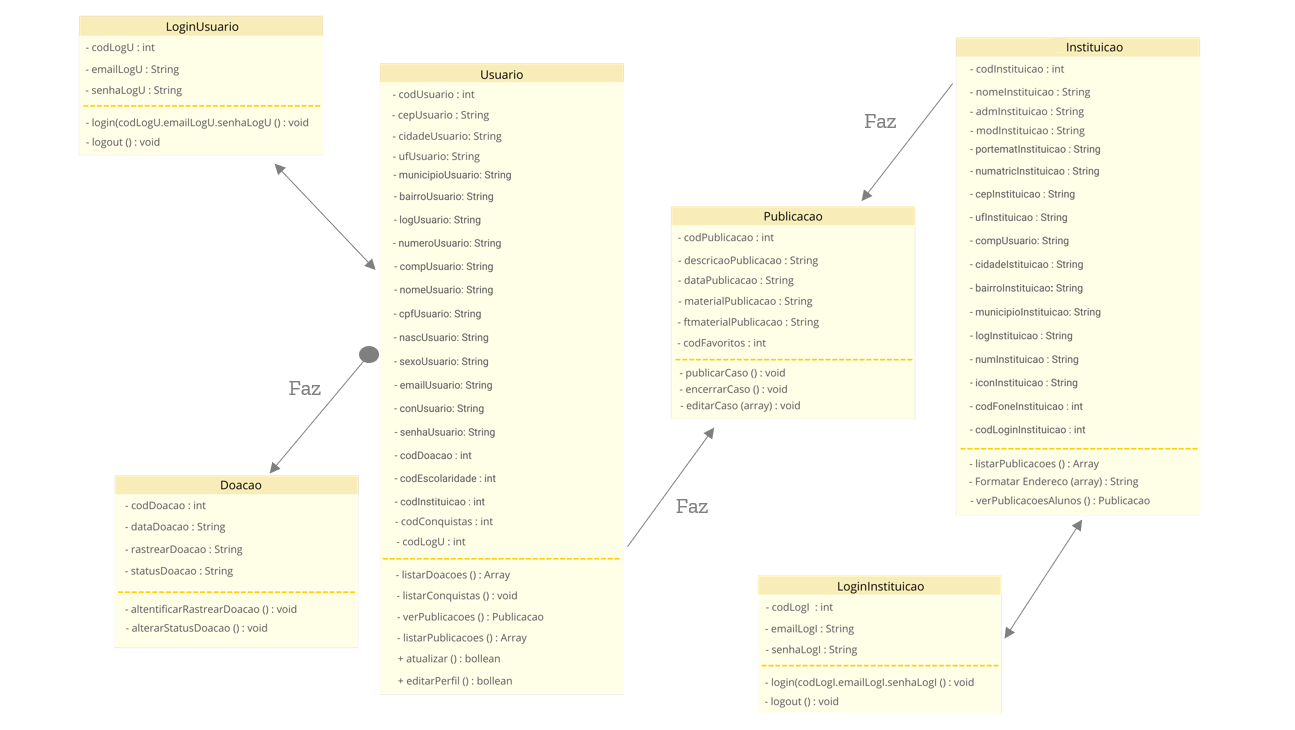 LoginUsuario
- codLogU : int
- emailLogU : String
- senhaLogU : String
- login(codLogU.emailLogU.senhaLogU () : void
- logout () : void
Usuario
- codUsuario : int
- cepUsuario : String
- cidadeUsuario: String
- ufUsuario: String
- municipioUsuario: String
- bairroUsuario: String
- logUsuario: String
- numeroUsuario: String
- compUsuario: String
- nomeUsuario: String
- cpfUsuario: String
- nascUsuario: String
- sexoUsuario: String
- emailUsuario: String
- conUsuario: String
- senhaUsuario: String
- codDoacao : int
- codEscolaridade : int
- codInstituicao : int
- codConquistas : int
- codLogU : int
- listarDoacoes () : Array
- listarConquistas () : void
- verPublicacoes () : Publicacao
- listarPublicacoes () : Array
+ atualizar () : bollean
+ editarPerfil () : bollean
Faz
Doacao
- codDoacao : int
- dataDoacao : String
- rastrearDoacao : String
- statusDoacao : String
- altentificarRastrearDoacao () : void
- alterarStatusDoacao () : void
Faz
Publicacao
- codPublicacao : int
- descricaoPublicacao : String
- dataPublicacao : String
- materialPublicacao : String
- ftmaterialPublicacao : String
- codFavoritos : int
- publicarCaso () : void
- encerrarCaso () : void
- editarCaso (array) : void
Faz
Instituicao
- codInstituicao : int
- nomeInstituicao : String
- admInstituicao : String
- modInstituicao : String
- portematInstituicao : String
- numatricInstituicao : String
- cepInstituicao : String
- ufInstituicao : String
- compUsuario: String
- cidadeIstituicao : String
- bairroInstituicao: String
- municipioInstituicao: String
- logInstituicao : String
- numInstituicao : String
- iconInstituicao : String
- codFoneInstituicao : int
- codLoginInstituicao : int
- listarPublicacoes () : Array
- Formatar Endereco (array) : String
- verPublicacoesAlunos () : Publicacao
LoginInstituicao
- codLogI : int
- emailLogI : String
- senhaLogI : String
- login(codLogI.emailLogI.senhaLogI () : void
- logout () : void